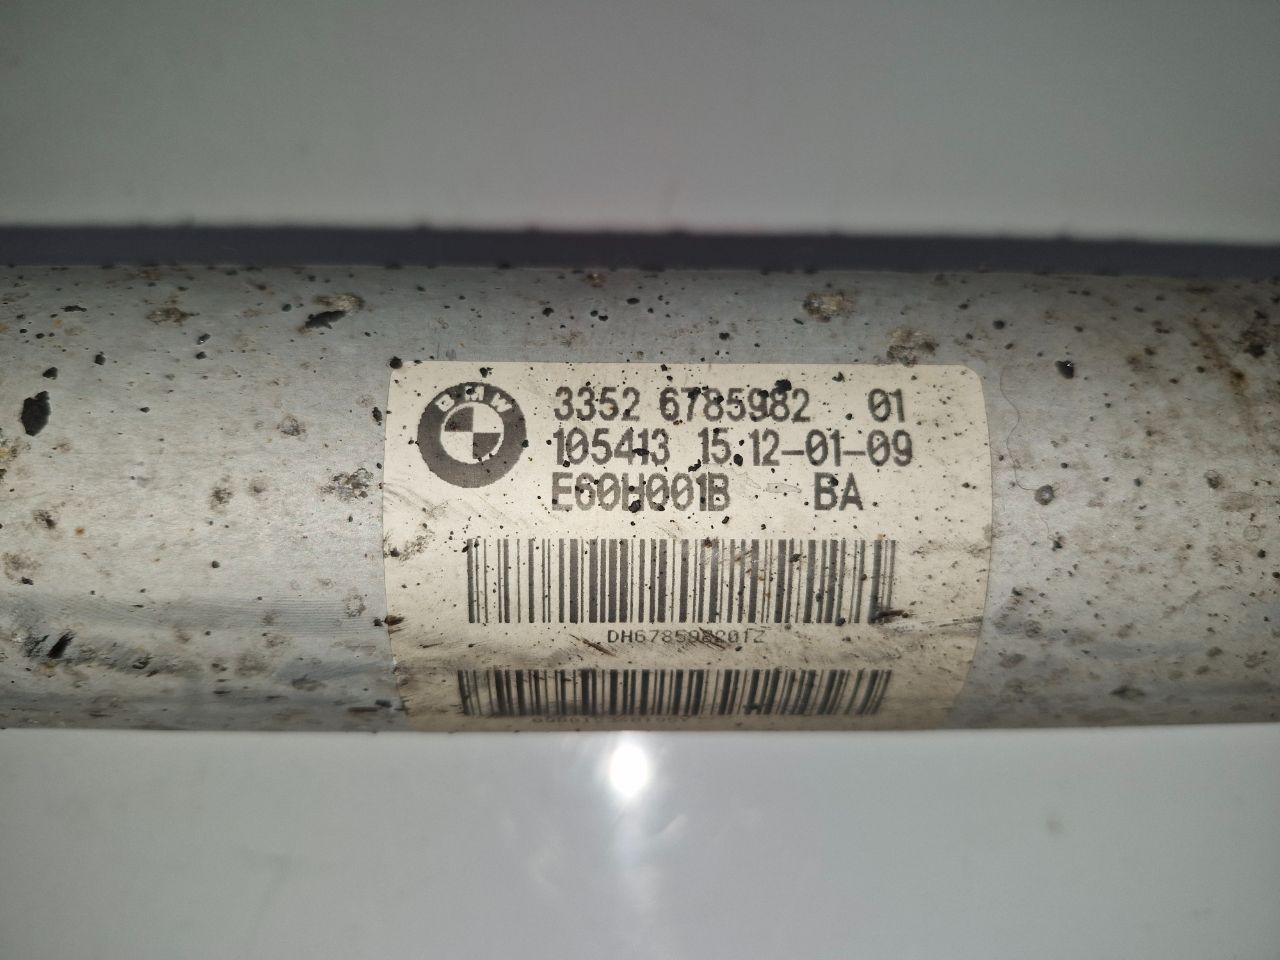 BMW
3352 6785982 01
105413 15.12-01-09
E60H001B BA
DH678598201Z